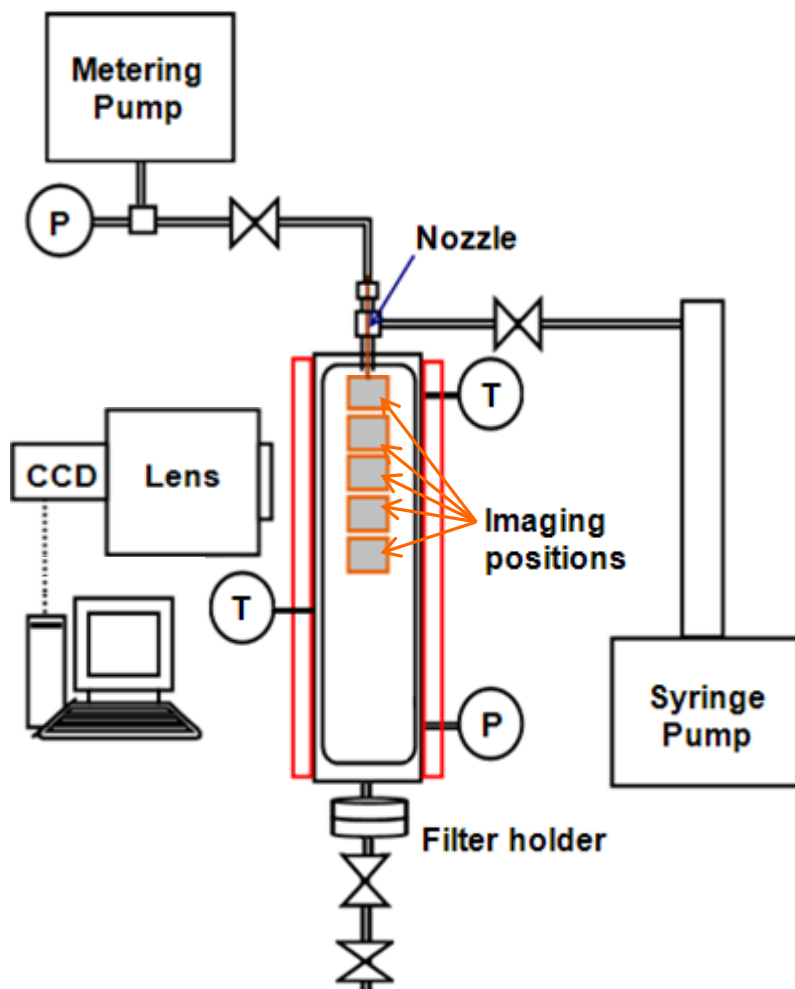 Metering
Pump
P
Nozzle
T
CCD
Lens
Imaging
positions
T
P
Syringe
Pump
Filter holder